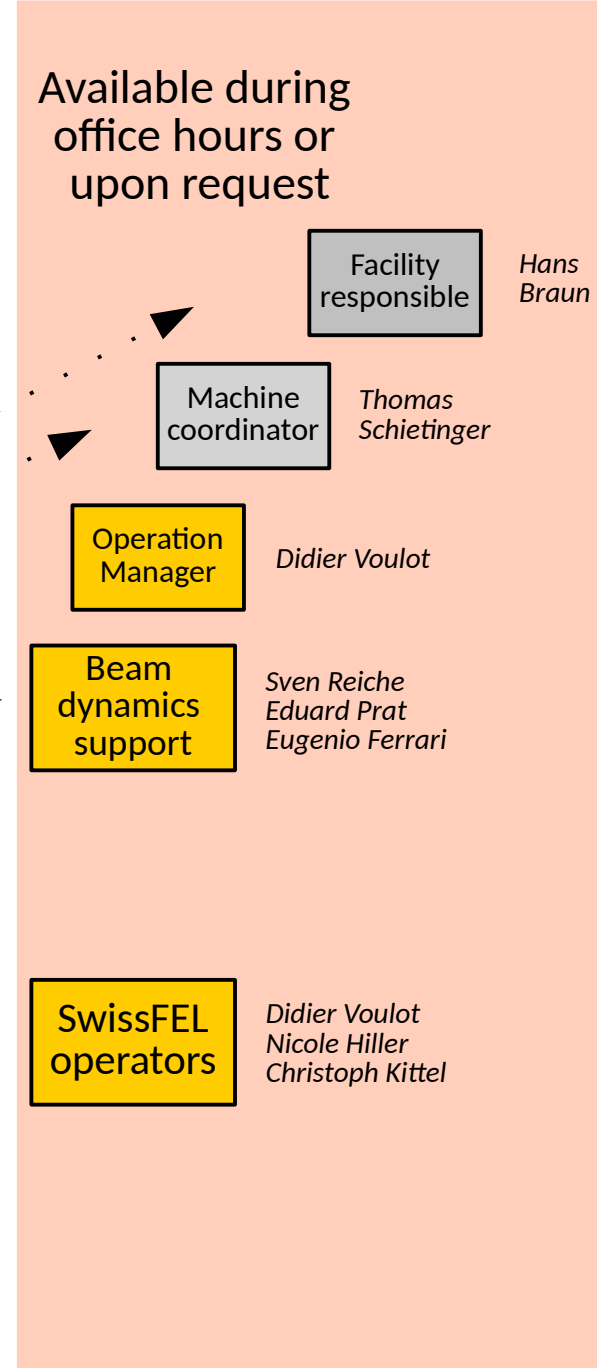 Available during
office hours or
upon request
Facility
responsible
Hans
Braun
Machine
coordinator
Thomas
Schietinger
Operation
Manager
Didier Voulot
Beam
dynamics
support
Sven Reiche
Eduard Prat
Eugenio Ferrari
SwissFEL
operators
Didier Voulot
Nicole Hiller
Christoph Kittel